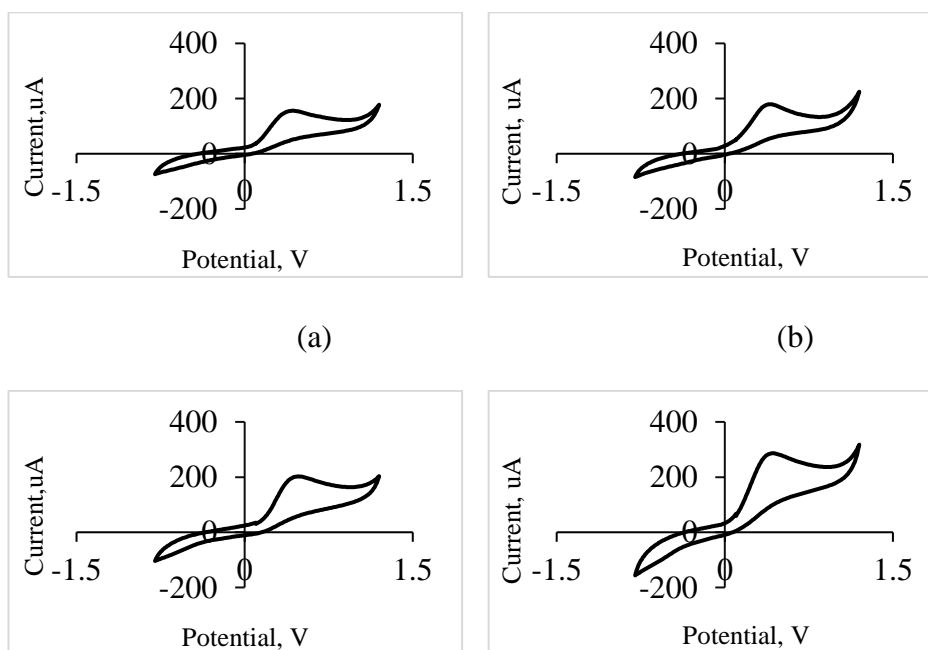 400
200
0
-200
-1.5
0
1.5
Current,uA
Potential, V
400
200
0
-200
-1.5
0
1.5
Current, uA
Potential, V
(a)
(b)
400
200
0
-200
-1.5
0
1.5
Current,uA
Potential, V
400
200
0
-200
-1.5
0
1.5
Current, uA
Potential, V